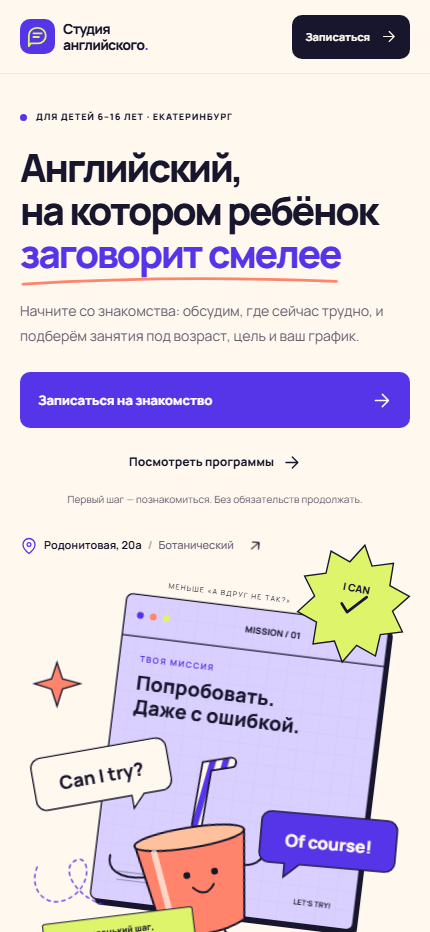 Студия
английского.
Записаться
ДЛЯ ДЕТЕЙ 6–16 ЛЕТ · ЕКАТЕРИНБУРГ
Английский,
на котором ребёнок
заговорит смелее
Начните со знакомства: обсудим, где сейчас трудно, и
подберём занятия под возраст, цель и ваш график.
Записаться на знакомство
Посмотреть программы
Первый шаг — познакомиться. Без обязательств продолжать.
Родонитовая, 20а / Ботанический
МЕНЬШЕ «А ВДРУГ НЕ ТАК?»
I CAN
MISSION / 01
ТВОЯ МИССИЯ
Попробовать.
Даже с ошибкой.
Can I try?
Of course!
LET'S TRY!
шаг,